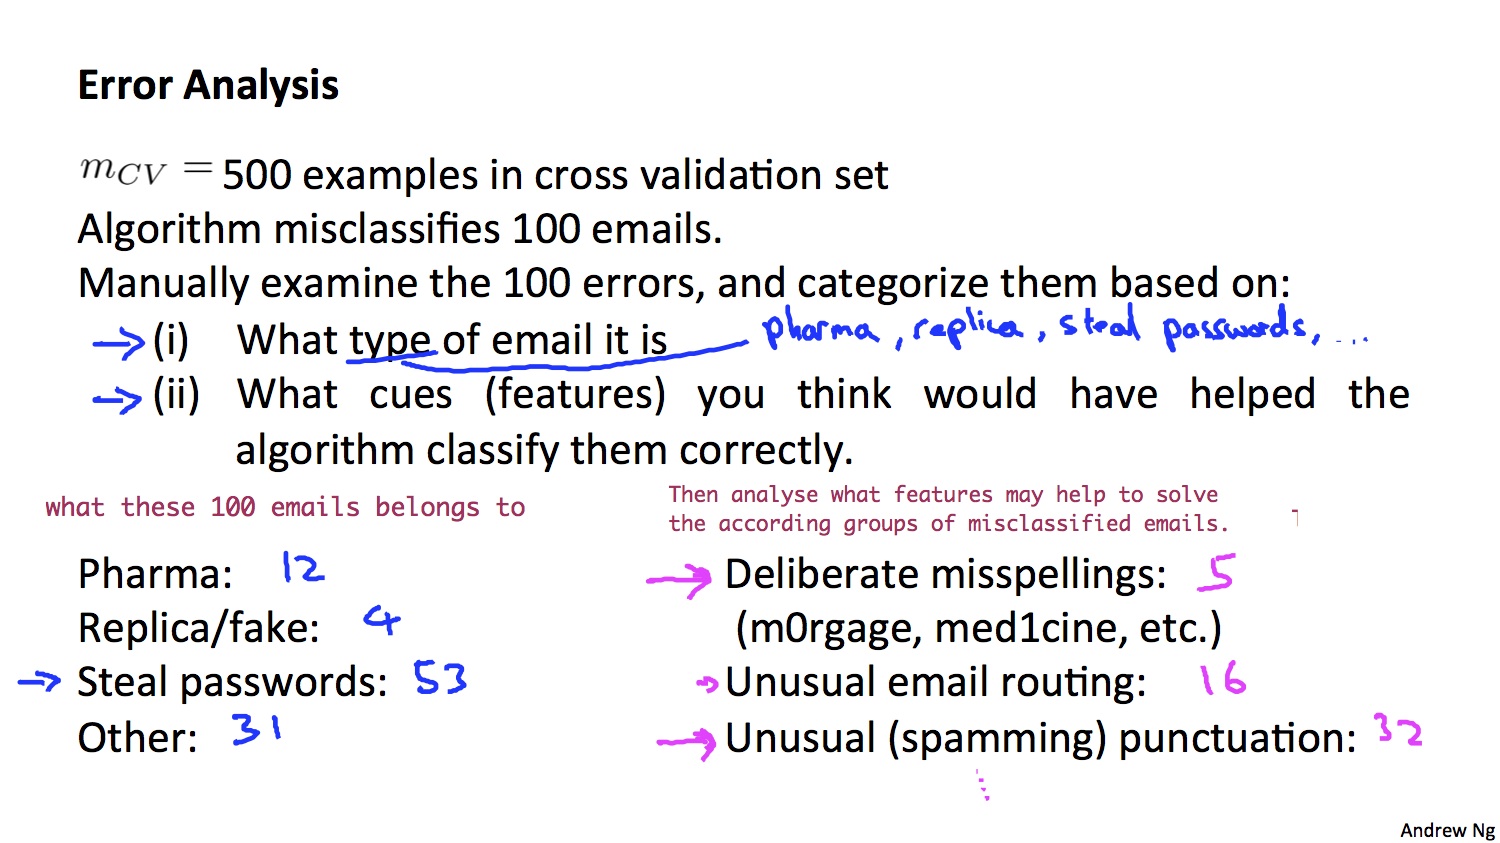 Error Analysis
mCV = 500 examples in cross validation set
Algorithm misclassifies 100 emails.
Manually examine the 100 errors, and categorize them based on:
→ (i) What type of email it is pharma, replica, steal passwords, ...
→ (ii) What cues (features) you think would have helped the
algorithm classify them correctly.
what these 100 emails belongs to
Pharma: 12
Replica/fake: 4
→ Steal passwords: 53
Other: 31
Then analyse what features may help to solve
the according groups of misclassified emails.
→ Deliberate misspellings: 5
(m0rgage, med1cine, etc.)
→ Unusual email routing: 16
→ Unusual (spamming) punctuation: 32
Andrew Ng